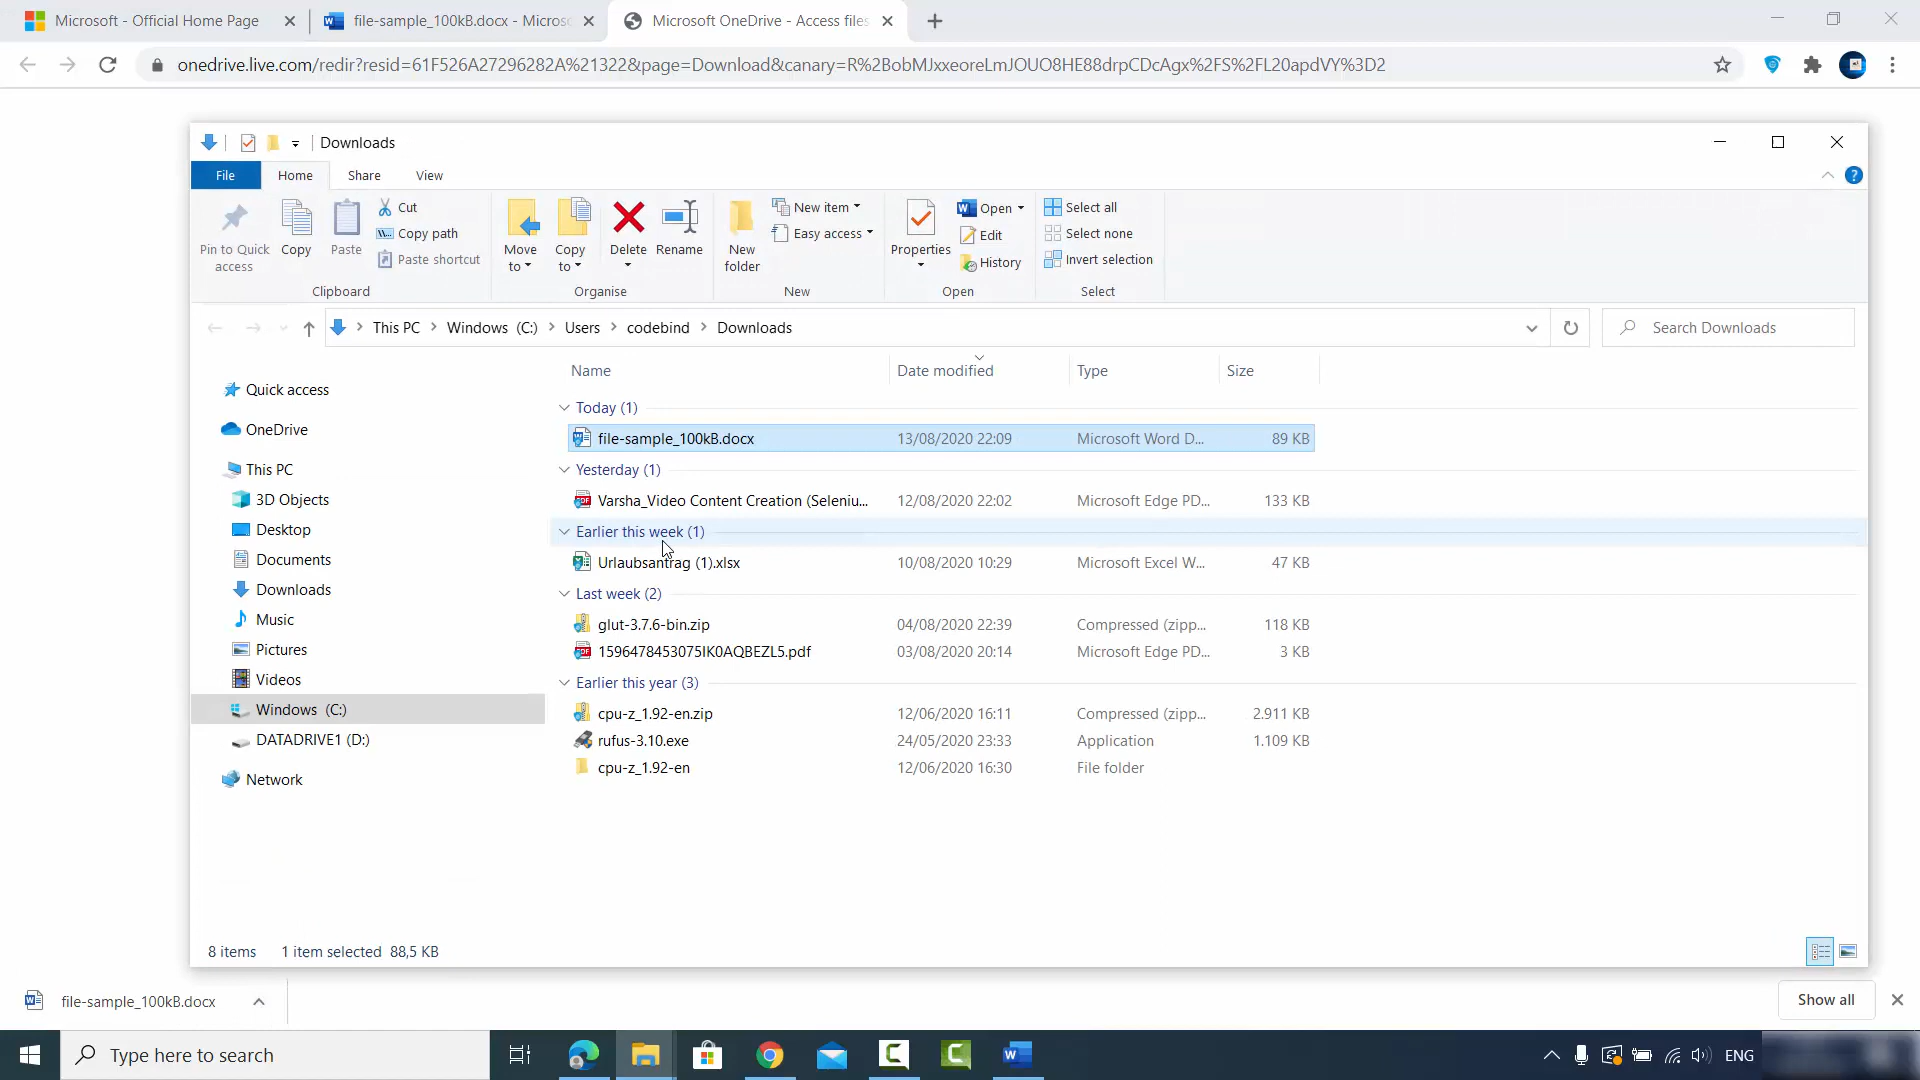 Microsoft - Official Home Page
file-sample_100kB.docx - Micros
Microsoft OneDrive - Access files
onedrive.live.com/redir?resid=61F526A27296282A%21322&page=Download&canary=R%2BobMJxxeoreLmJOUO8HE88drpCDcAgx%2FS%2FL20apdVY%3D2
Downloads
File Home Share View
Pin to Quick access
Copy
Paste
Cut
Copy path
Paste shortcut
Clipboard
Move to
Copy to
Delete
Rename
Organise
New folder
New item
Easy access
New
Properties
Open
Edit
History
Open
Select all
Select none
Invert selection
Select
This PC Windows (C:) Users codebind Downloads
Search Downloads
Quick access
OneDrive
This PC
3D Objects
Desktop
Documents
Downloads
Music
Pictures
Videos
Windows (C:)
DATADRIVE1 (D:)
Network
Name Date modified Type Size
Today (1)
file-sample_100kB.docx 13/08/2020 22:09 Microsoft Word D... 89 KB
Yesterday (1)
Varsha_Video Content Creation (Seleniu... 12/08/2020 22:02 Microsoft Edge PD... 133 KB
Earlier this week (1)
Urlaubsantrag (1).xlsx 10/08/2020 10:29 Microsoft Excel W... 47 KB
Last week (2)
glut-3.7.6-bin.zip 04/08/2020 22:39 Compressed (zipp... 118 KB
1596478453075IK0AQBEZL5.pdf 03/08/2020 20:14 Microsoft Edge PD... 3 KB
Earlier this year (3)
cpu-z_1.92-en.zip 12/06/2020 16:11 Compressed (zipp... 2.911 KB
rufus-3.10.exe 24/05/2020 23:33 Application 1.109 KB
cpu-z_1.92-en 12/06/2020 16:30 File folder
8 items 1 item selected 88,5 KB
file-sample_100kB.docx
Show all
Type here to search
ENG